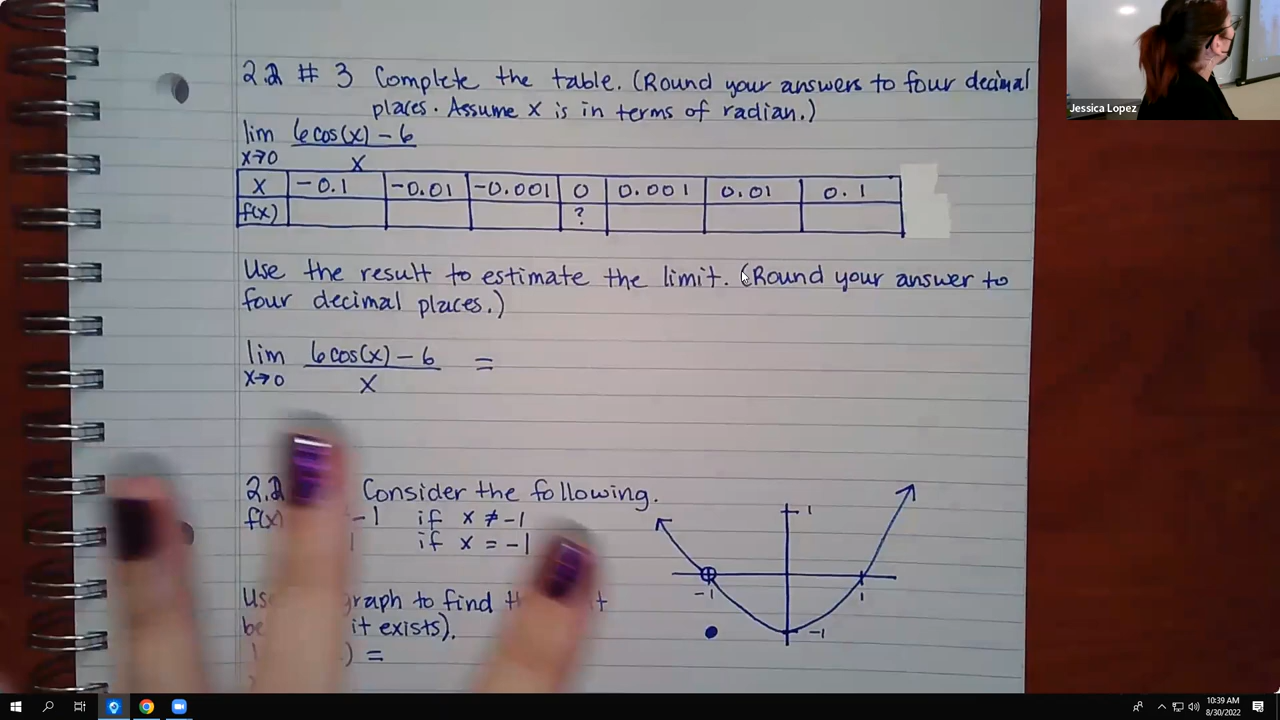 2.2 # 3 Complete the table. (Round your answers to four decimal
places. Assume x is in terms of radian.)
lim 6cos(x) - 6
x→0 x
x -0.1 -0.01 -0.001 0 0.001 0.01 0.1
f(x) ?
Use the result to estimate the limit. (Round your answer to
four decimal places.)
lim 6cos(x) - 6 =
x→0 x
2.2 Consider the following.
f(x) -1 if x ≠ -1
1 if x = -1
1
-1 1
-1
graph to find
it exists).
) =
Jessica Lopez
10:39 AM
8/30/2022